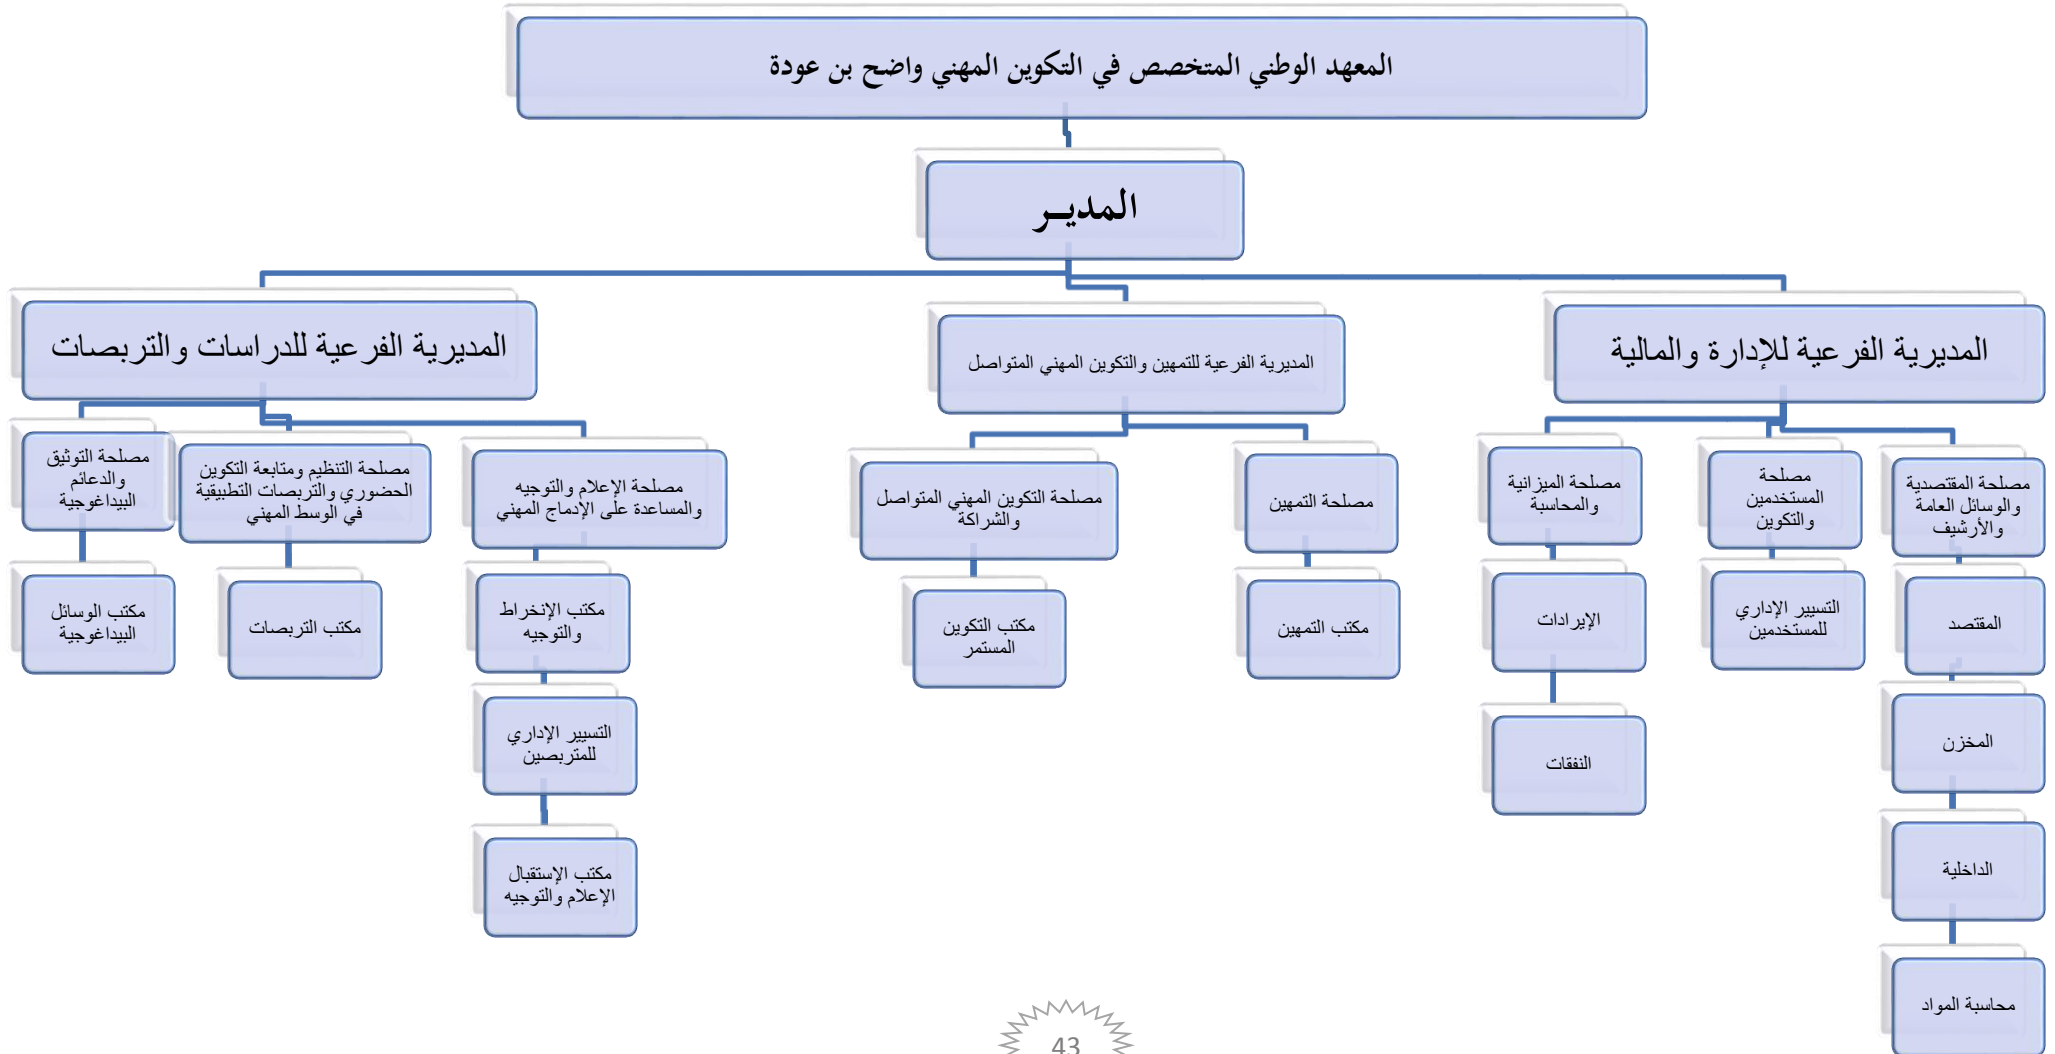 المعهد الوطني المتخصص في التكوين المهني واضح بن عودة
المديــر
المديرية الفرعية للإدارة والمالية
المديرية الفرعية للتمهين والتكوين المهني المتواصل
المديرية الفرعية للدراسات والتربصات
مصلحة المقتصدية
والوسائل العامة
والأرشيف
مصلحة
المستخدمين
والتكوين
مصلحة الميزانية
والمحاسبة
مصلحة التمهين
مصلحة التكوين المهني المتواصل
والشراكة
مصلحة الإعلام والتوجيه
والمساعدة على الإدماج المهني
مصلحة التنظيم ومتابعة التكوين
الحضوري والتربصات التطبيقية
في الوسط المهني
مصلحة التوثيق
والدعائم
البيداغوجية
المقتصد
التسيير الإداري
للمستخدمين
الإيرادات
مكتب التمهين
مكتب التكوين
المستمر
مكتب الإنخراط
والتوجيه
مكتب التربصات
مكتب الوسائل
البيداغوجية
المخزن
النفقات
التسيير الإداري
للمتربصين
الداخلية
مكتب الإستقبال
الإعلام والتوجيه
محاسبة المواد
43